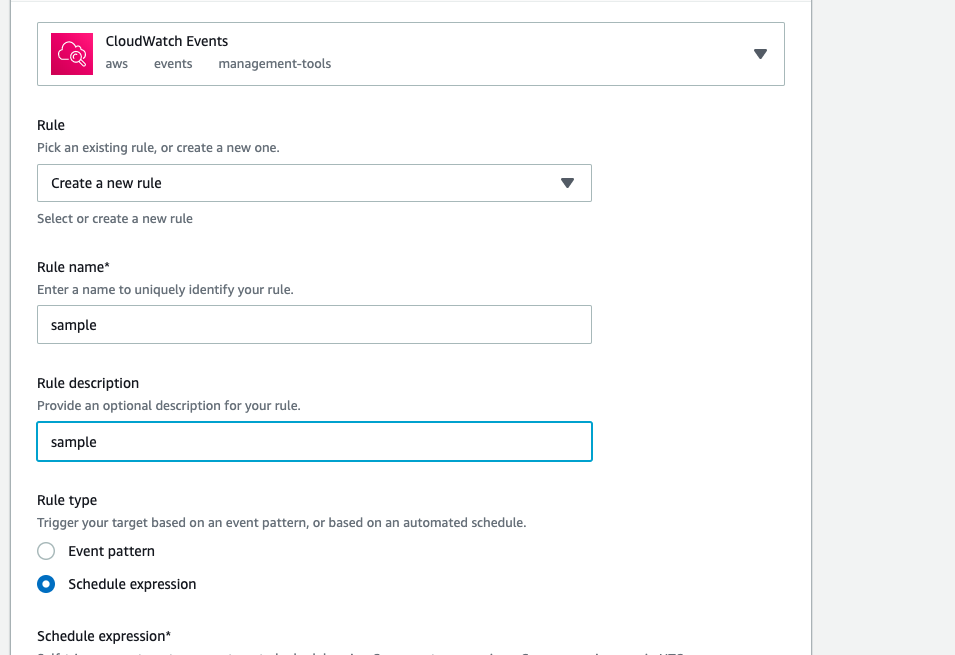 CloudWatch Events
aws events management-tools
Rule
Pick an existing rule, or create a new one.
Create a new rule
Select or create a new rule
Rule name*
Enter a name to uniquely identify your rule.
sample
Rule description
Provide an optional description for your rule.
sample
Rule type
Trigger your target based on an event pattern, or based on an automated schedule.
Event pattern
Schedule expression
Schedule expression*